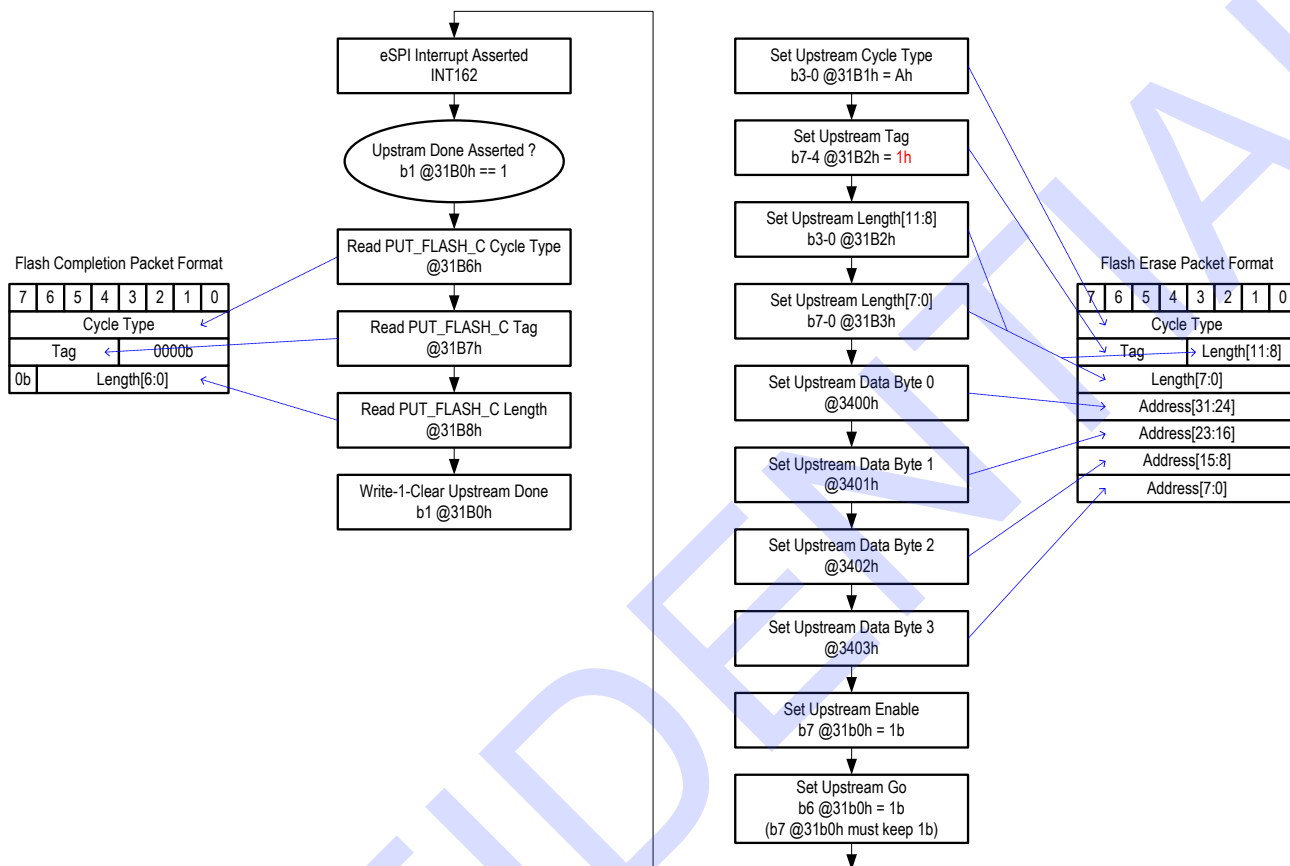 eSPI Interrupt Asserted
INT162
Upstram Done Asserted ?
b1 @31B0h == 1
Read PUT_FLASH_C Cycle Type
@31B6h
Read PUT_FLASH_C Tag
@31B7h
Read PUT_FLASH_C Length
@31B8h
Write-1-Clear Upstream Done
b1 @31B0h
Flash Completion Packet Format
7 6 5 4 3 2 1 0
Cycle Type
Tag 0000b
0b Length[6:0]
Set Upstream Cycle Type
b3-0 @31B1h = Ah
Set Upstream Tag
b7-4 @31B2h = 1h
Set Upstream Length[11:8]
b3-0 @31B2h
Set Upstream Length[7:0]
b7-0 @31B3h
Set Upstream Data Byte 0
@3400h
Set Upstream Data Byte 1
@3401h
Set Upstream Data Byte 2
@3402h
Set Upstream Data Byte 3
@3403h
Set Upstream Enable
b7 @31b0h = 1b
Set Upstream Go
b6 @31b0h = 1b
(b7 @31b0h must keep 1b)
Flash Erase Packet Format
7 6 5 4 3 2 1 0
Cycle Type
Tag Length[11:8]
Length[7:0]
Address[31:24]
Address[23:16]
Address[15:8]
Address[7:0]
FIDENTIAL